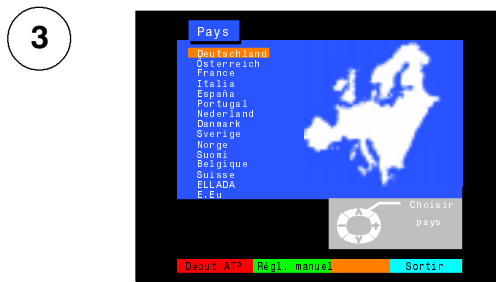 3
Pays
Deutschland
Österreich
France
Italia
España
Portugal
Nederland
Danmark
Sverige
Norge
Suomi
Belgique
Suisse
ELLADA
E.Eu
Choisir
pays
Début ATP Régl. manuel Sortir